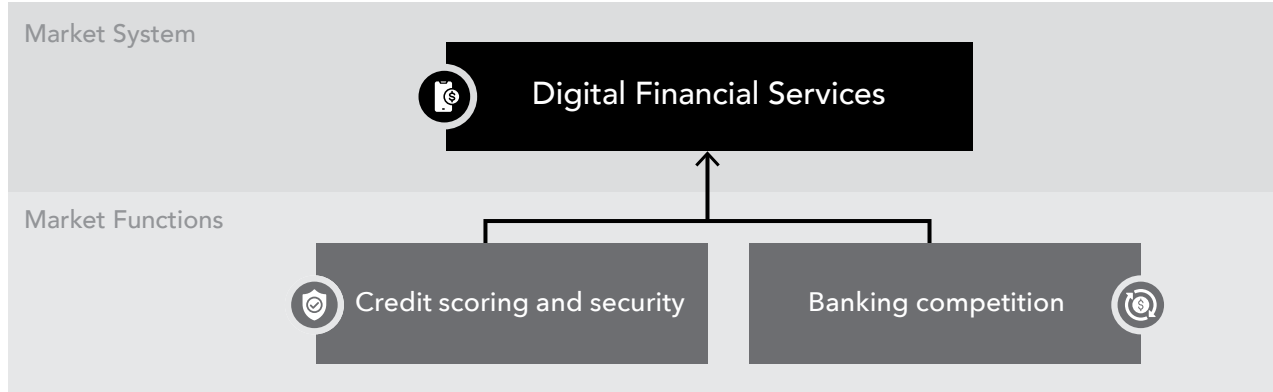 Market System
Digital Financial Services
Market Functions
Credit scoring and security
Banking competition